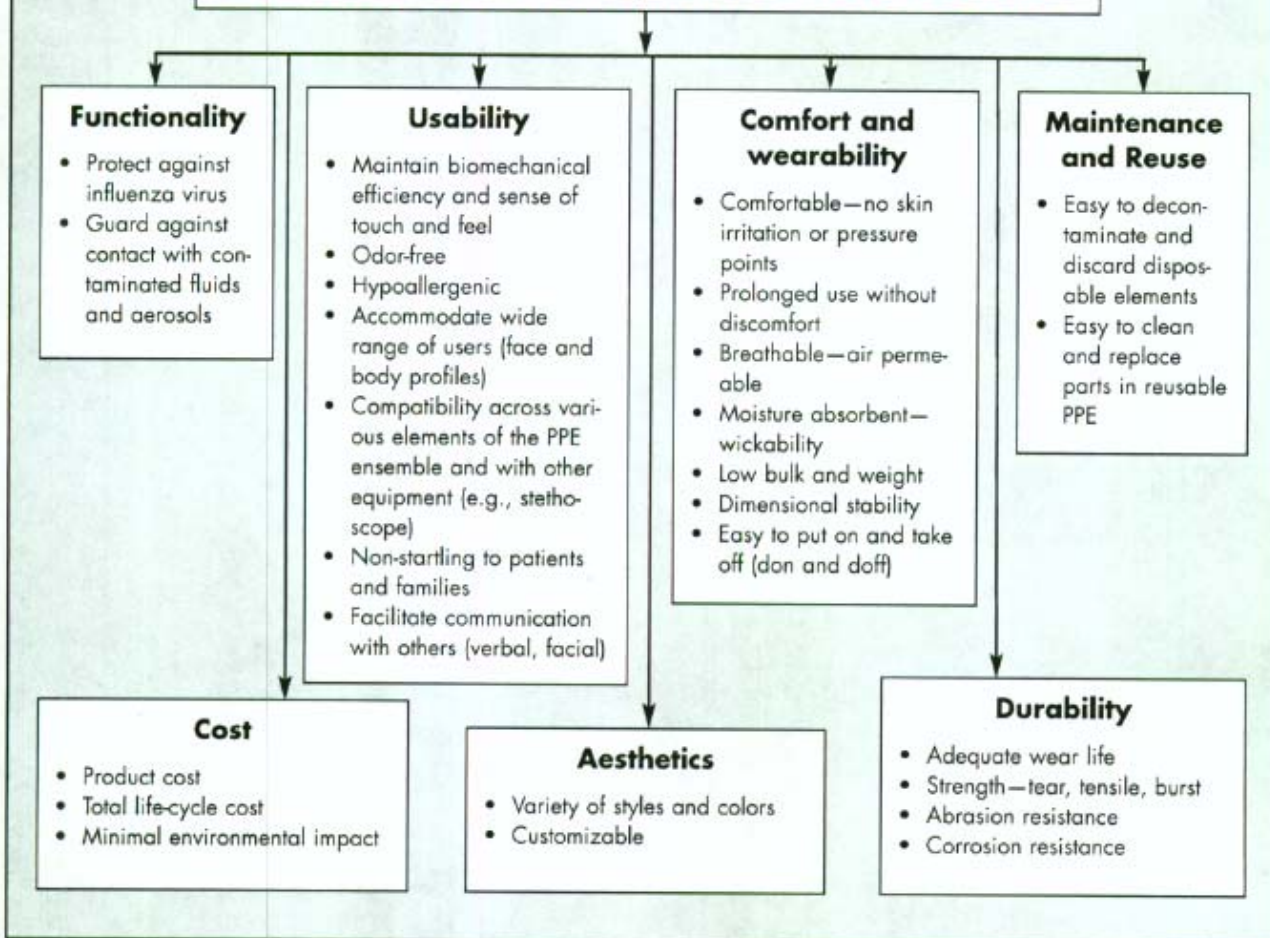 Functionality
• Protect against
influenza virus
• Guard against
contact with con-
taminated fluids
and aerosols
Usability
• Maintain biomechanical
efficiency and sense of
touch and feel
• Odor-free
• Hypoallergenic
• Accommodate wide
range of users (face and
body profiles)
• Compatibility across vari-
ous elements of the PPE
ensemble and with other
equipment (e.g., stetho-
scope)
• Non-startling to patients
and families
• Facilitate communication
with others (verbal, facial)
Comfort and
wearability
• Comfortable—no skin
irritation or pressure
points
• Prolonged use without
discomfort
• Breathable—air perme-
able
• Moisture absorbent—
wickability
• Low bulk and weight
• Dimensional stability
• Easy to put on and take
off (don and doff)
Maintenance
and Reuse
• Easy to decon-
taminate and
discard dispos-
able elements
• Easy to clean
and replace
parts in reusable
PPE
Cost
• Product cost
• Total life-cycle cost
• Minimal environmental impact
Aesthetics
• Variety of styles and colors
• Customizable
Durability
• Adequate wear life
• Strength—tear, tensile, burst
• Abrasion resistance
• Corrosion resistance